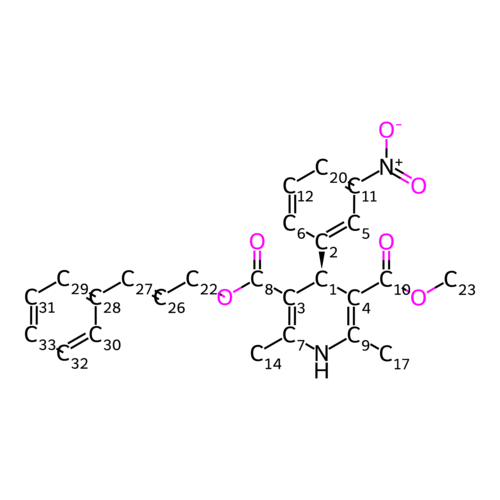 O-
C20 N+
C12 C11 O
C6 C5
O C2 O
C29 C27 C22 C8 C1 C16 C23
C31 C28 C26 O C3 C4 O
C33 C30 C7 C9
C32 C14 N C17
H